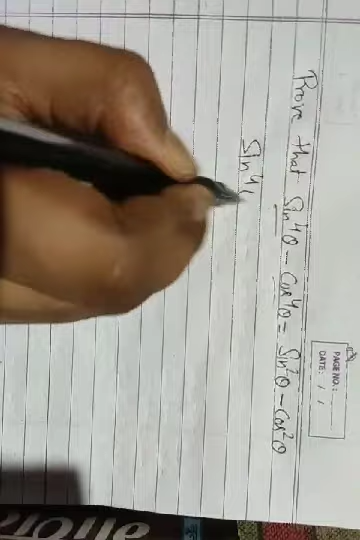 PAGE NO.:
DATE: / /
Prove that Sin⁴θ - Cos⁴θ = Sin²θ - Cos²θ
Sin⁴